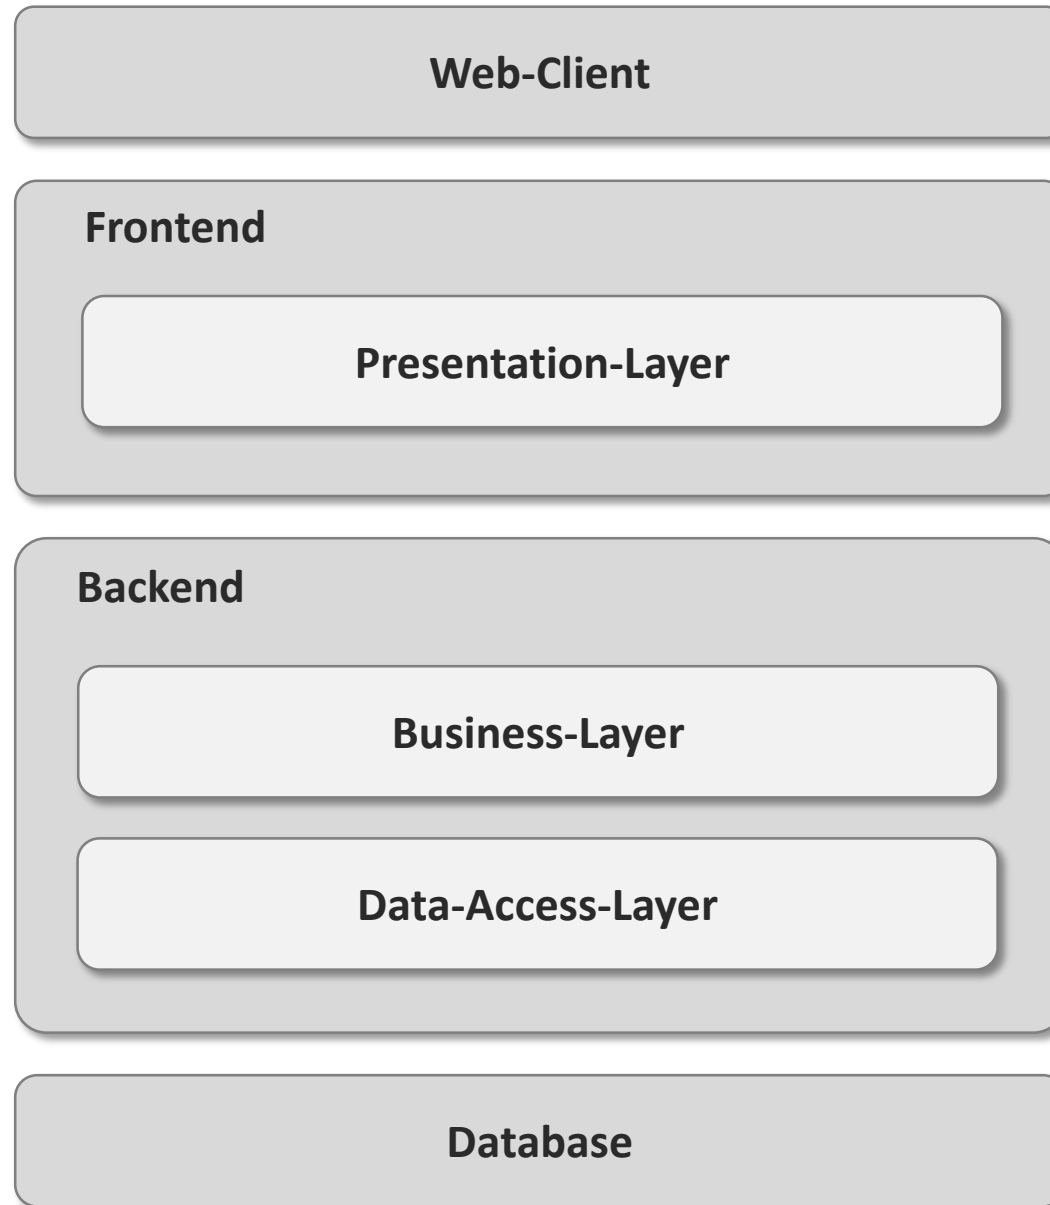 Web-Client
Frontend
Presentation-Layer
Backend
Business-Layer
Data-Access-Layer
Database